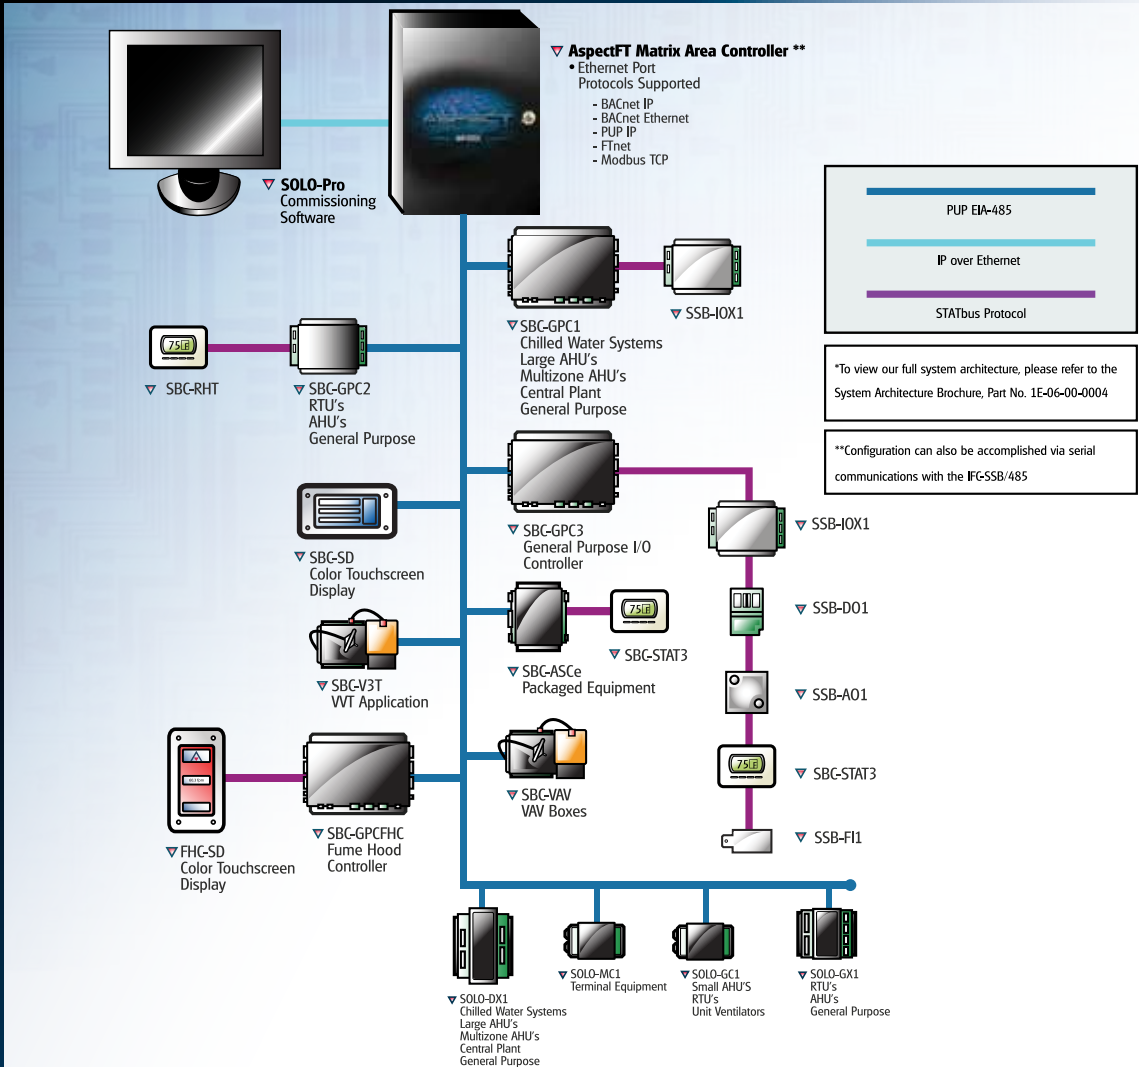 AspectFT Matrix Area Controller **
• Ethernet Port
Protocols Supported
- BACnet IP
- BACnet Ethernet
- PUP IP
- FTnet
- Modbus TCP
SOLO-Pro
Commissioning
Software
PUP EIA-485
IP over Ethernet
STATbus Protocol
*To view our full system architecture, please refer to the
System Architecture Brochure, Part No. 1E-06-00-0004
**Configuration can also be accomplished via serial
communications with the IFC-SSB/485
SBC-GPC1
Chilled Water Systems
Large AHU's
Multizone AHU's
Central Plant
General Purpose
SSB-IOX1
75F
SBC-RHT
SBC-GPC2
RTU's
AHU's
General Purpose
SBC-GPC3
General Purpose I/O
Controller
SBC-SD
Color Touchscreen
Display
SSB-IOX1
SSB-DO1
75F
SBC-STAT3
SBC-ASCe
Packaged Equipment
SBC-V3T
VVT Application
SSB-AO1
75F
SBC-STAT3
SBC-VAV
VAV Boxes
SSB-FI1
FHC-SD
Color Touchscreen
Display
SBC-GPCFHC
Fume Hood
Controller
SOLO-DX1
Chilled Water Systems
Large AHU's
Multizone AHU's
Central Plant
General Purpose
SOLO-MC1
Terminal Equipment
SOLO-GC1
Small AHU'S
RTU's
Unit Ventilators
SOLO-GX1
RTU's
AHU's
General Purpose